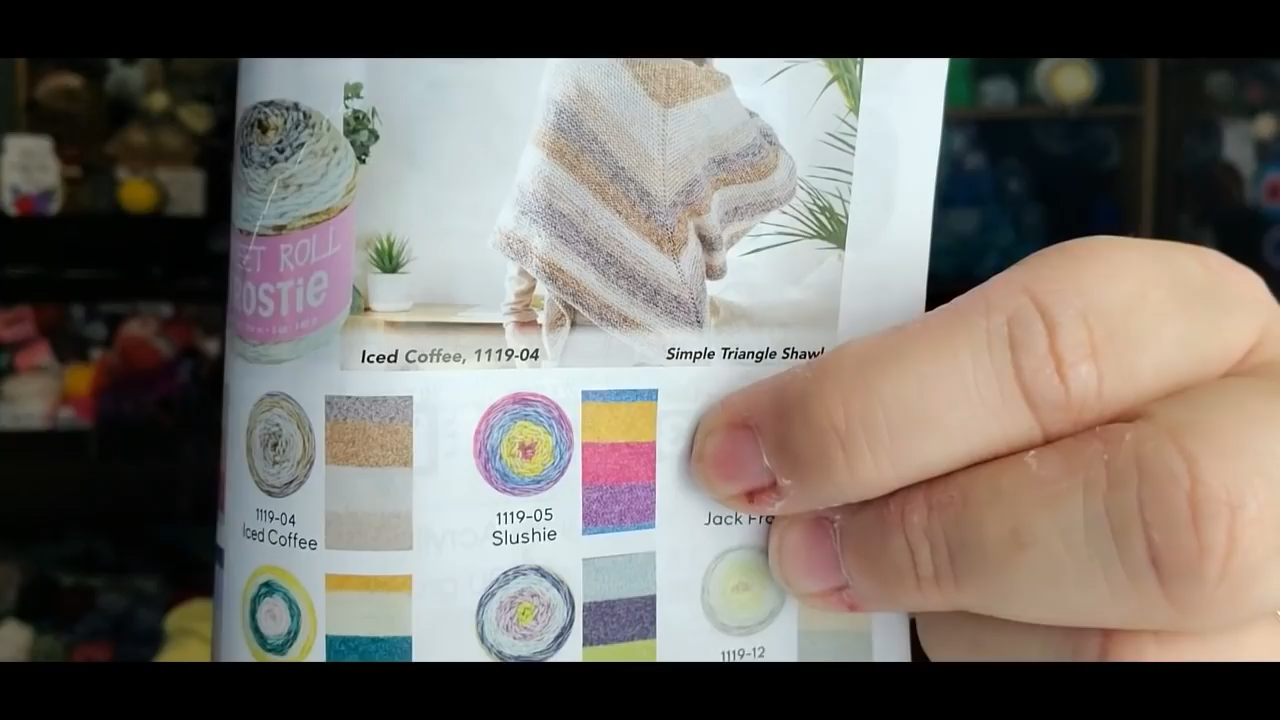 ET ROLL
OSTie
Iced Coffee, 1119-04
Simple Triangle Shawl
1119-04
Iced Coffee
1119-05
Slushie
Jack Fro
1119-12